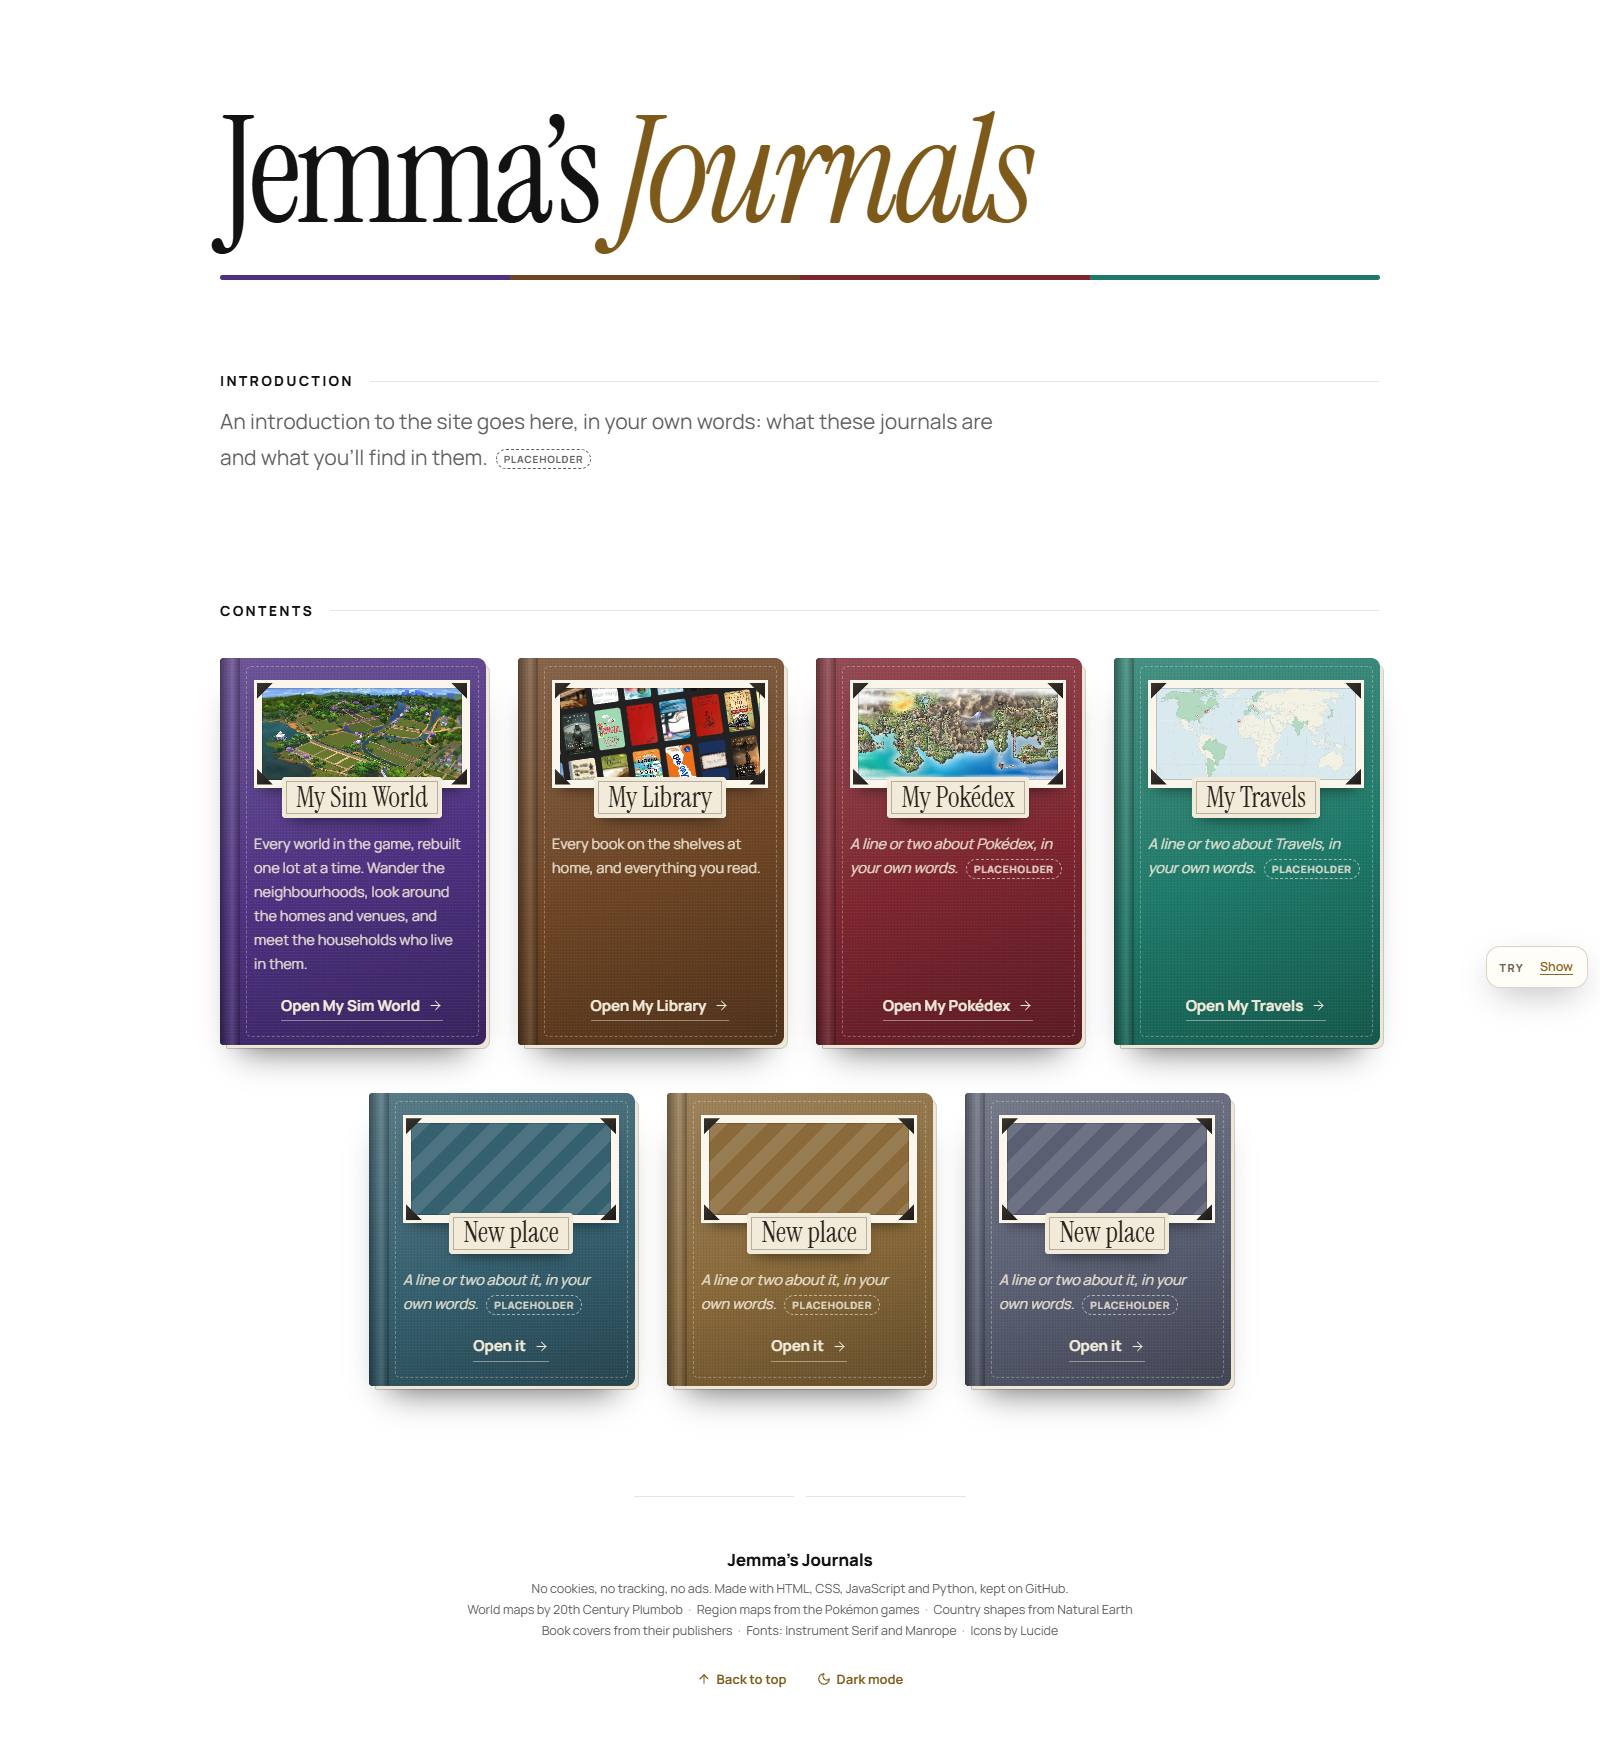 Jemma’s Journals
INTRODUCTION
An introduction to the site goes here, in your own words: what these journals are
and what you’ll find in them. PLACEHOLDER
CONTENTS
My Sim World
Every world in the game, rebuilt
one lot at a time. Wander the
neighbourhoods, look around
the homes and venues, and
meet the households who live
in them.
Open My Sim World →
My Library
Every book on the shelves at
home, and everything you read.
Open My Library →
My Pokédex
A line or two about Pokédex, in
your own words. PLACEHOLDER
Open My Pokédex →
My Travels
A line or two about Travels, in
your own words. PLACEHOLDER
Open My Travels →
TRY Show
New place
A line or two about it, in your
own words. PLACEHOLDER
Open it →
New place
A line or two about it, in your
own words. PLACEHOLDER
Open it →
New place
A line or two about it, in your
own words. PLACEHOLDER
Open it →
Jemma’s Journals
No cookies, no tracking, no ads. Made with HTML, CSS, JavaScript and Python, kept on GitHub.
World maps by 20th Century Plumbob · Region maps from the Pokémon games · Country shapes from Natural Earth
Book covers from their publishers · Fonts: Instrument Serif and Manrope · Icons by Lucide
↑ Back to top Dark mode